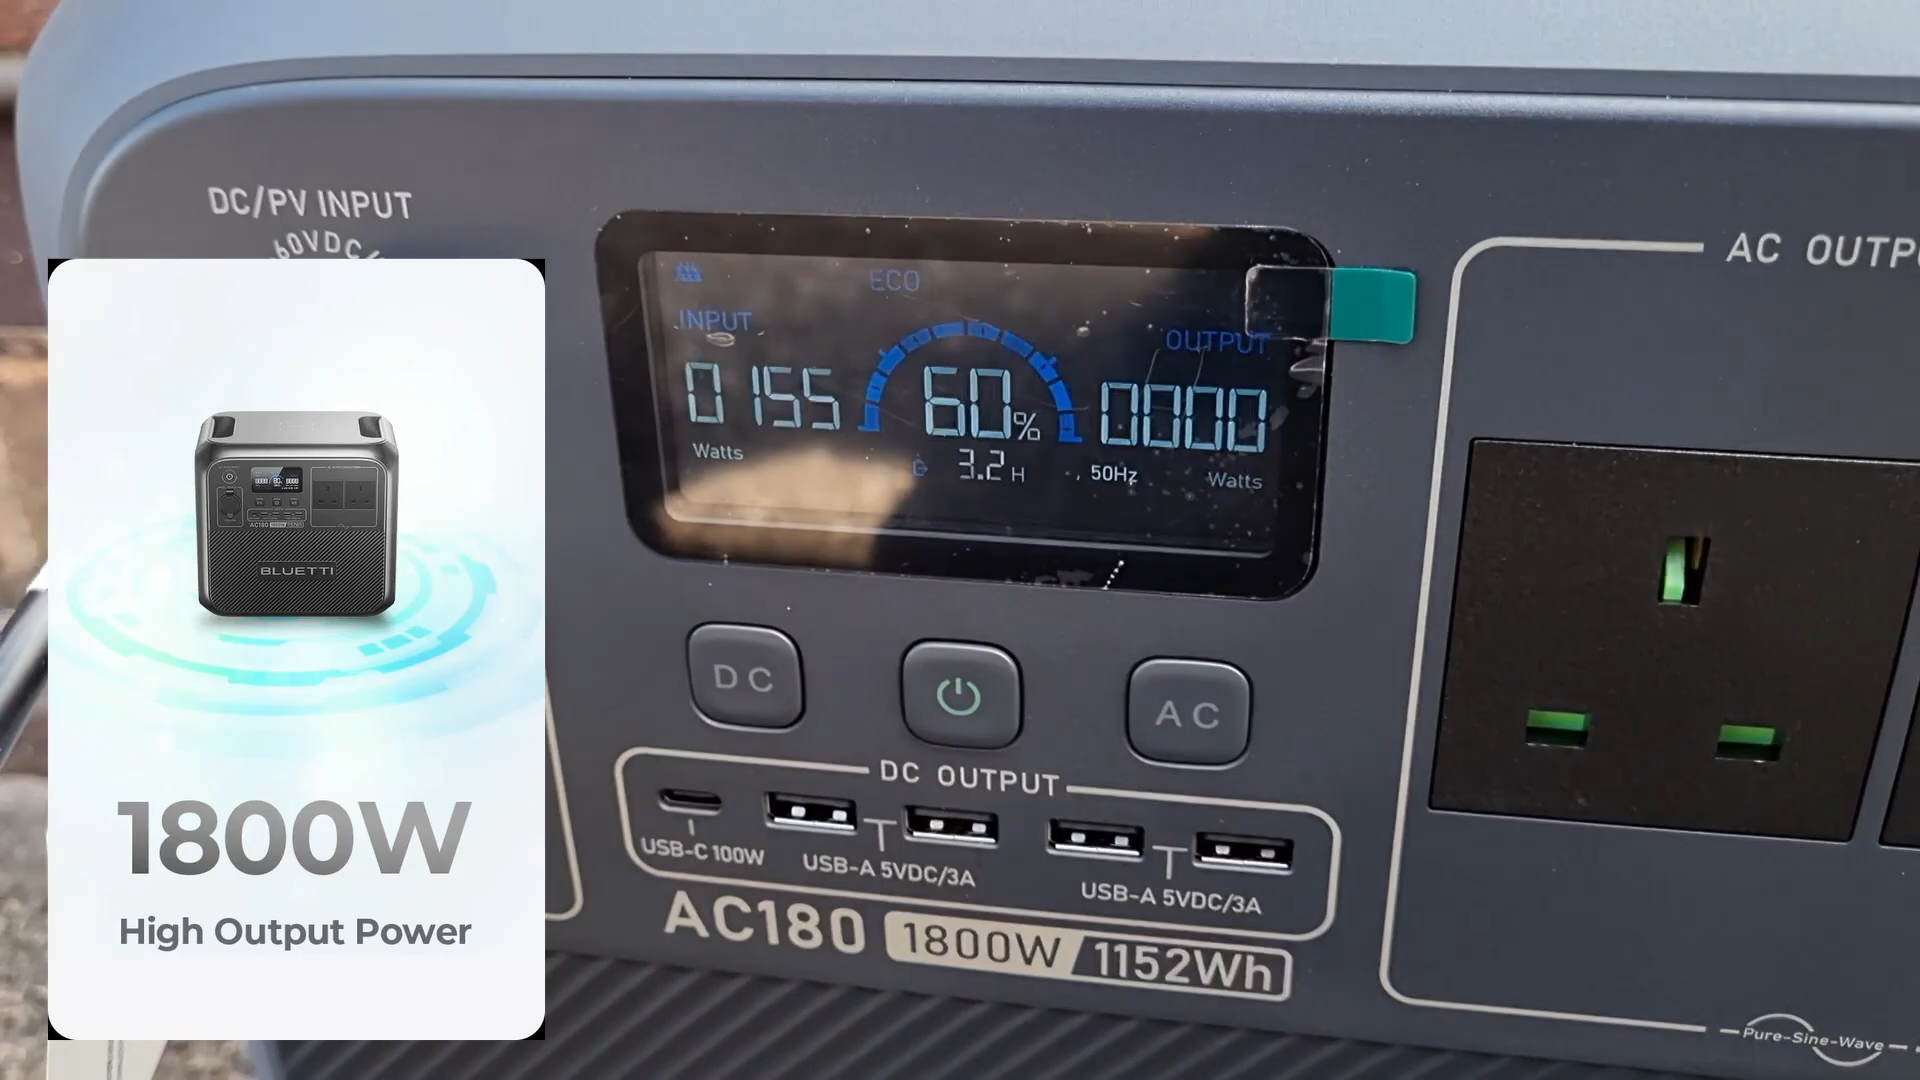 DC/PV INPUT
60VDC/
INPUT
0155
Watts
ECO
60%
3.2 H
OUTPUT
0000
50Hz
Watts
DC
AC
DC OUTPUT
USB-C 100W
USB-A 5VDC/3A
USB-A 5VDC/3A
AC180 1800W 1152Wh
AC OUTP
Pure-Sine-Wave
BLUETTI
1800W
High Output Power